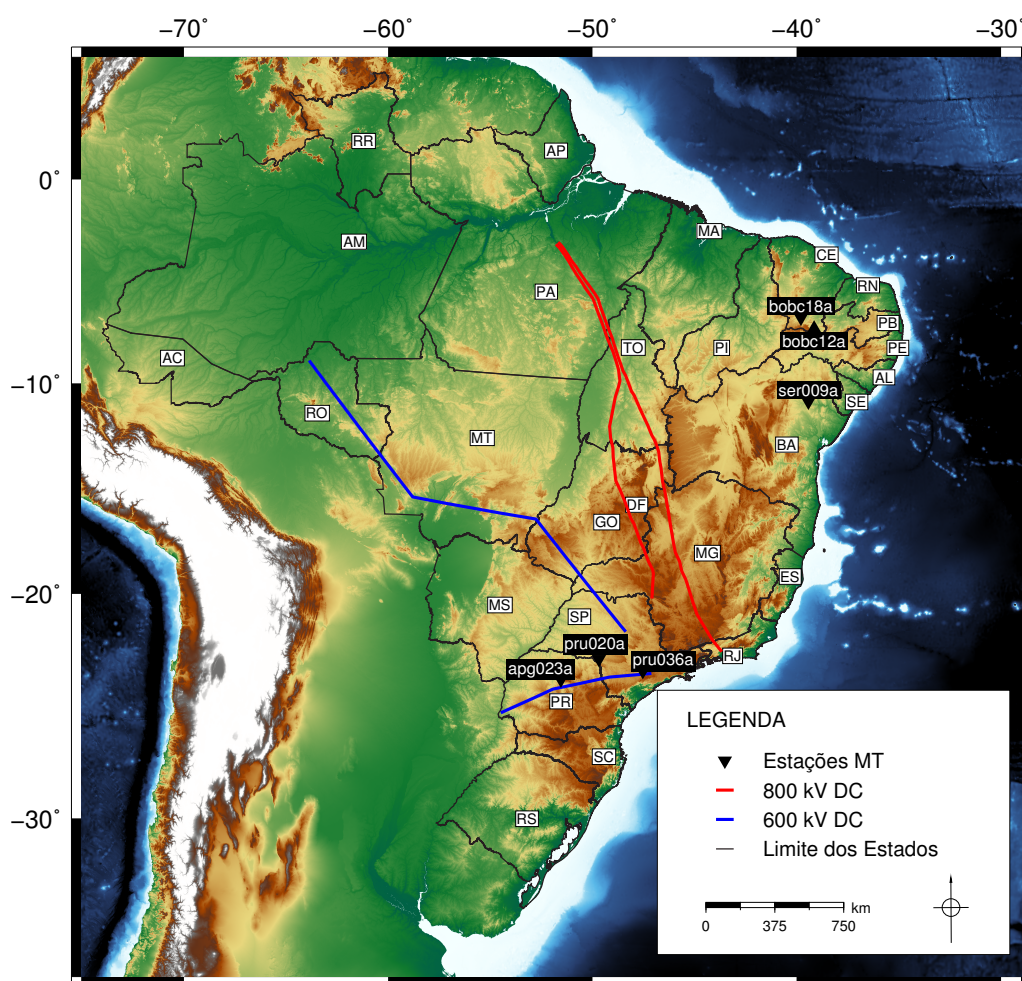 −70° −60° −50° −40° −30°
0°
−10°
−20°
−30°
RR
AP
AM
MA
CE
PA
RN
bobc18a
PB
bobc12a
TO
PI
PE
AC
AL
ser009a
SE
RO
MT
BA
DF
GO
MG
ES
MS
SP
pru020a
RJ
pru036a
apg023a
PR
SC
RS
LEGENDA
Estações MT
800 kV DC
600 kV DC
Limite dos Estados
km
0 375 750